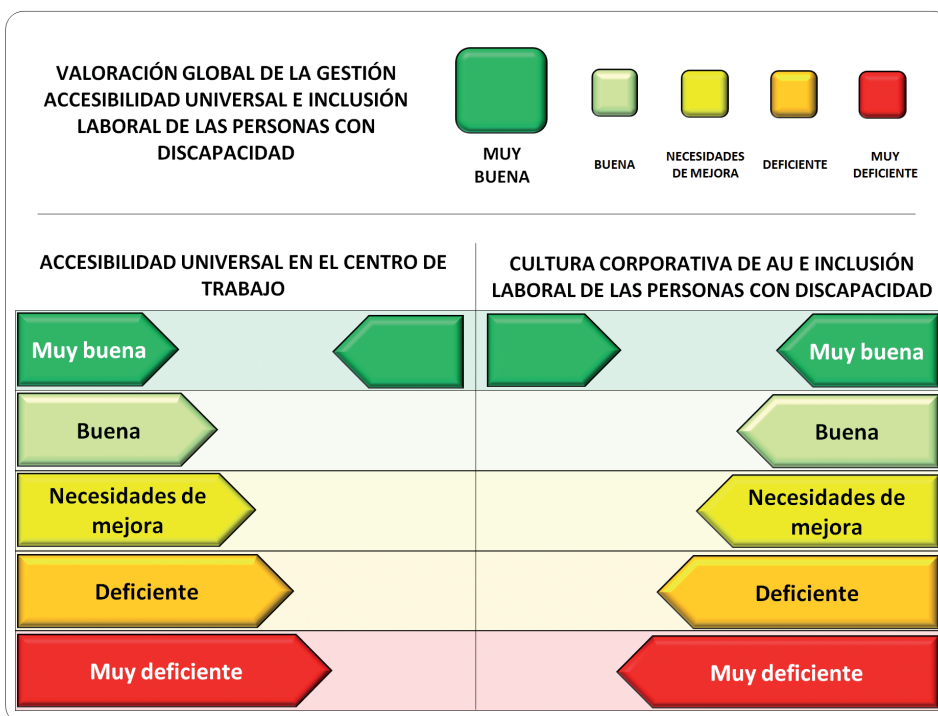 VALORACIÓN GLOBAL DE LA GESTIÓN
ACCESIBILIDAD UNIVERSAL E INCLUSIÓN
LABORAL DE LAS PERSONAS CON
DISCAPACIDAD
MUY
BUENA
BUENA
NECESIDADES
DE MEJORA
DEFICIENTE
MUY
DEFICIENTE
ACCESIBILIDAD UNIVERSAL EN EL CENTRO DE
TRABAJO
CULTURA CORPORATIVA DE AU E INCLUSIÓN
LABORAL DE LAS PERSONAS CON DISCAPACIDAD
Muy buena
Muy buena
Buena
Buena
Necesidades de
mejora
Necesidades de
mejora
Deficiente
Deficiente
Muy deficiente
Muy deficiente